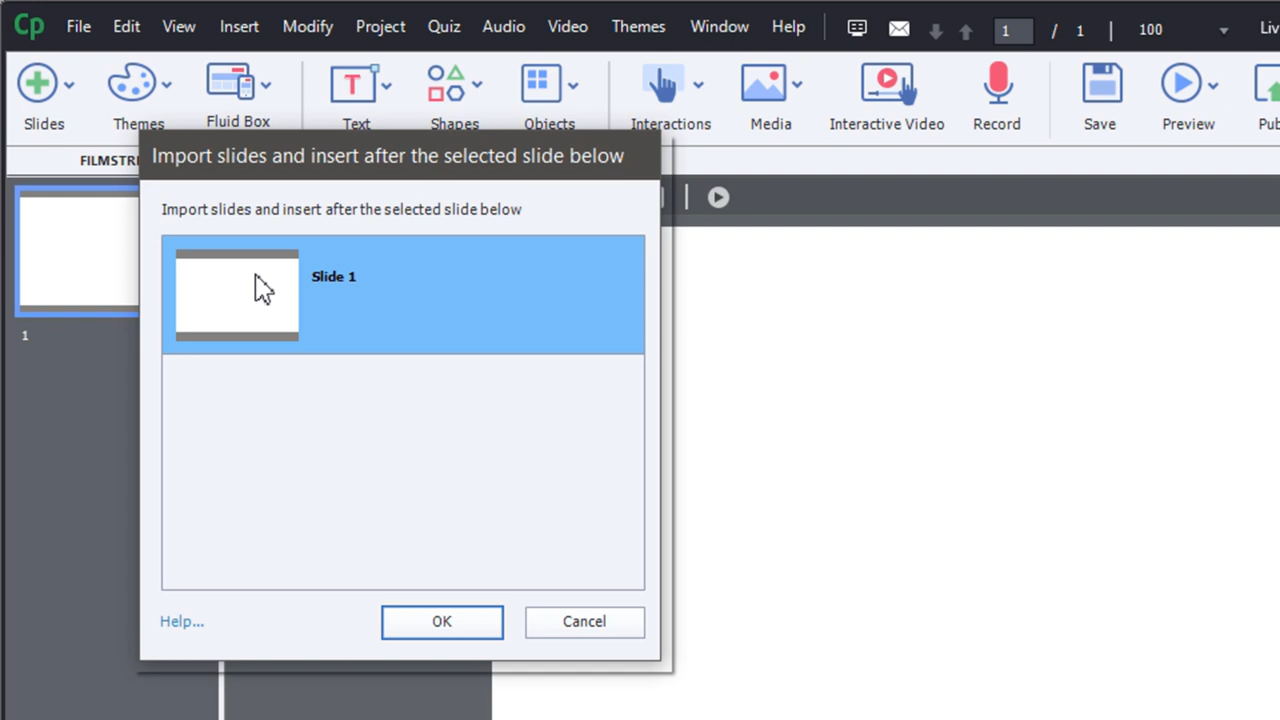 Cp File Edit View Insert Modify Project Quiz Audio Video Themes Window Help 1 / 1 100 Liv
Slides Themes Fluid Box Text Shapes Objects Interactions Media Interactive Video Record Save Preview Pub
FILMSTRI
Import slides and insert after the selected slide below
Import slides and insert after the selected slide below
Slide 1
1
Help... OK Cancel